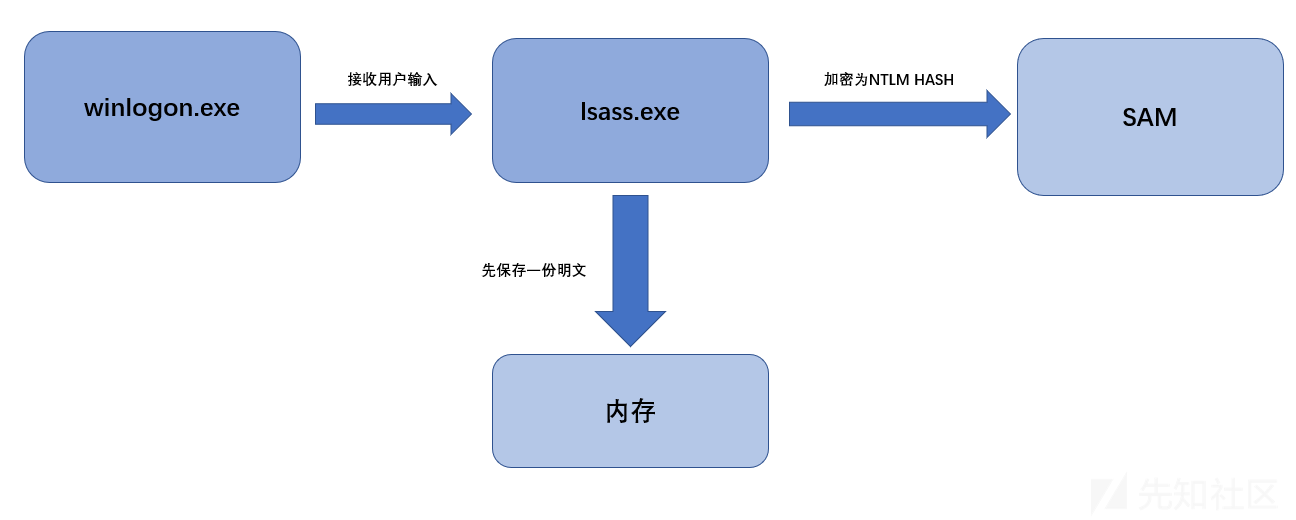 winlogon.exe
接收用户输入
lsass.exe
加密为NTLM HASH
SAM
先保存一份明文
内存
先知社区